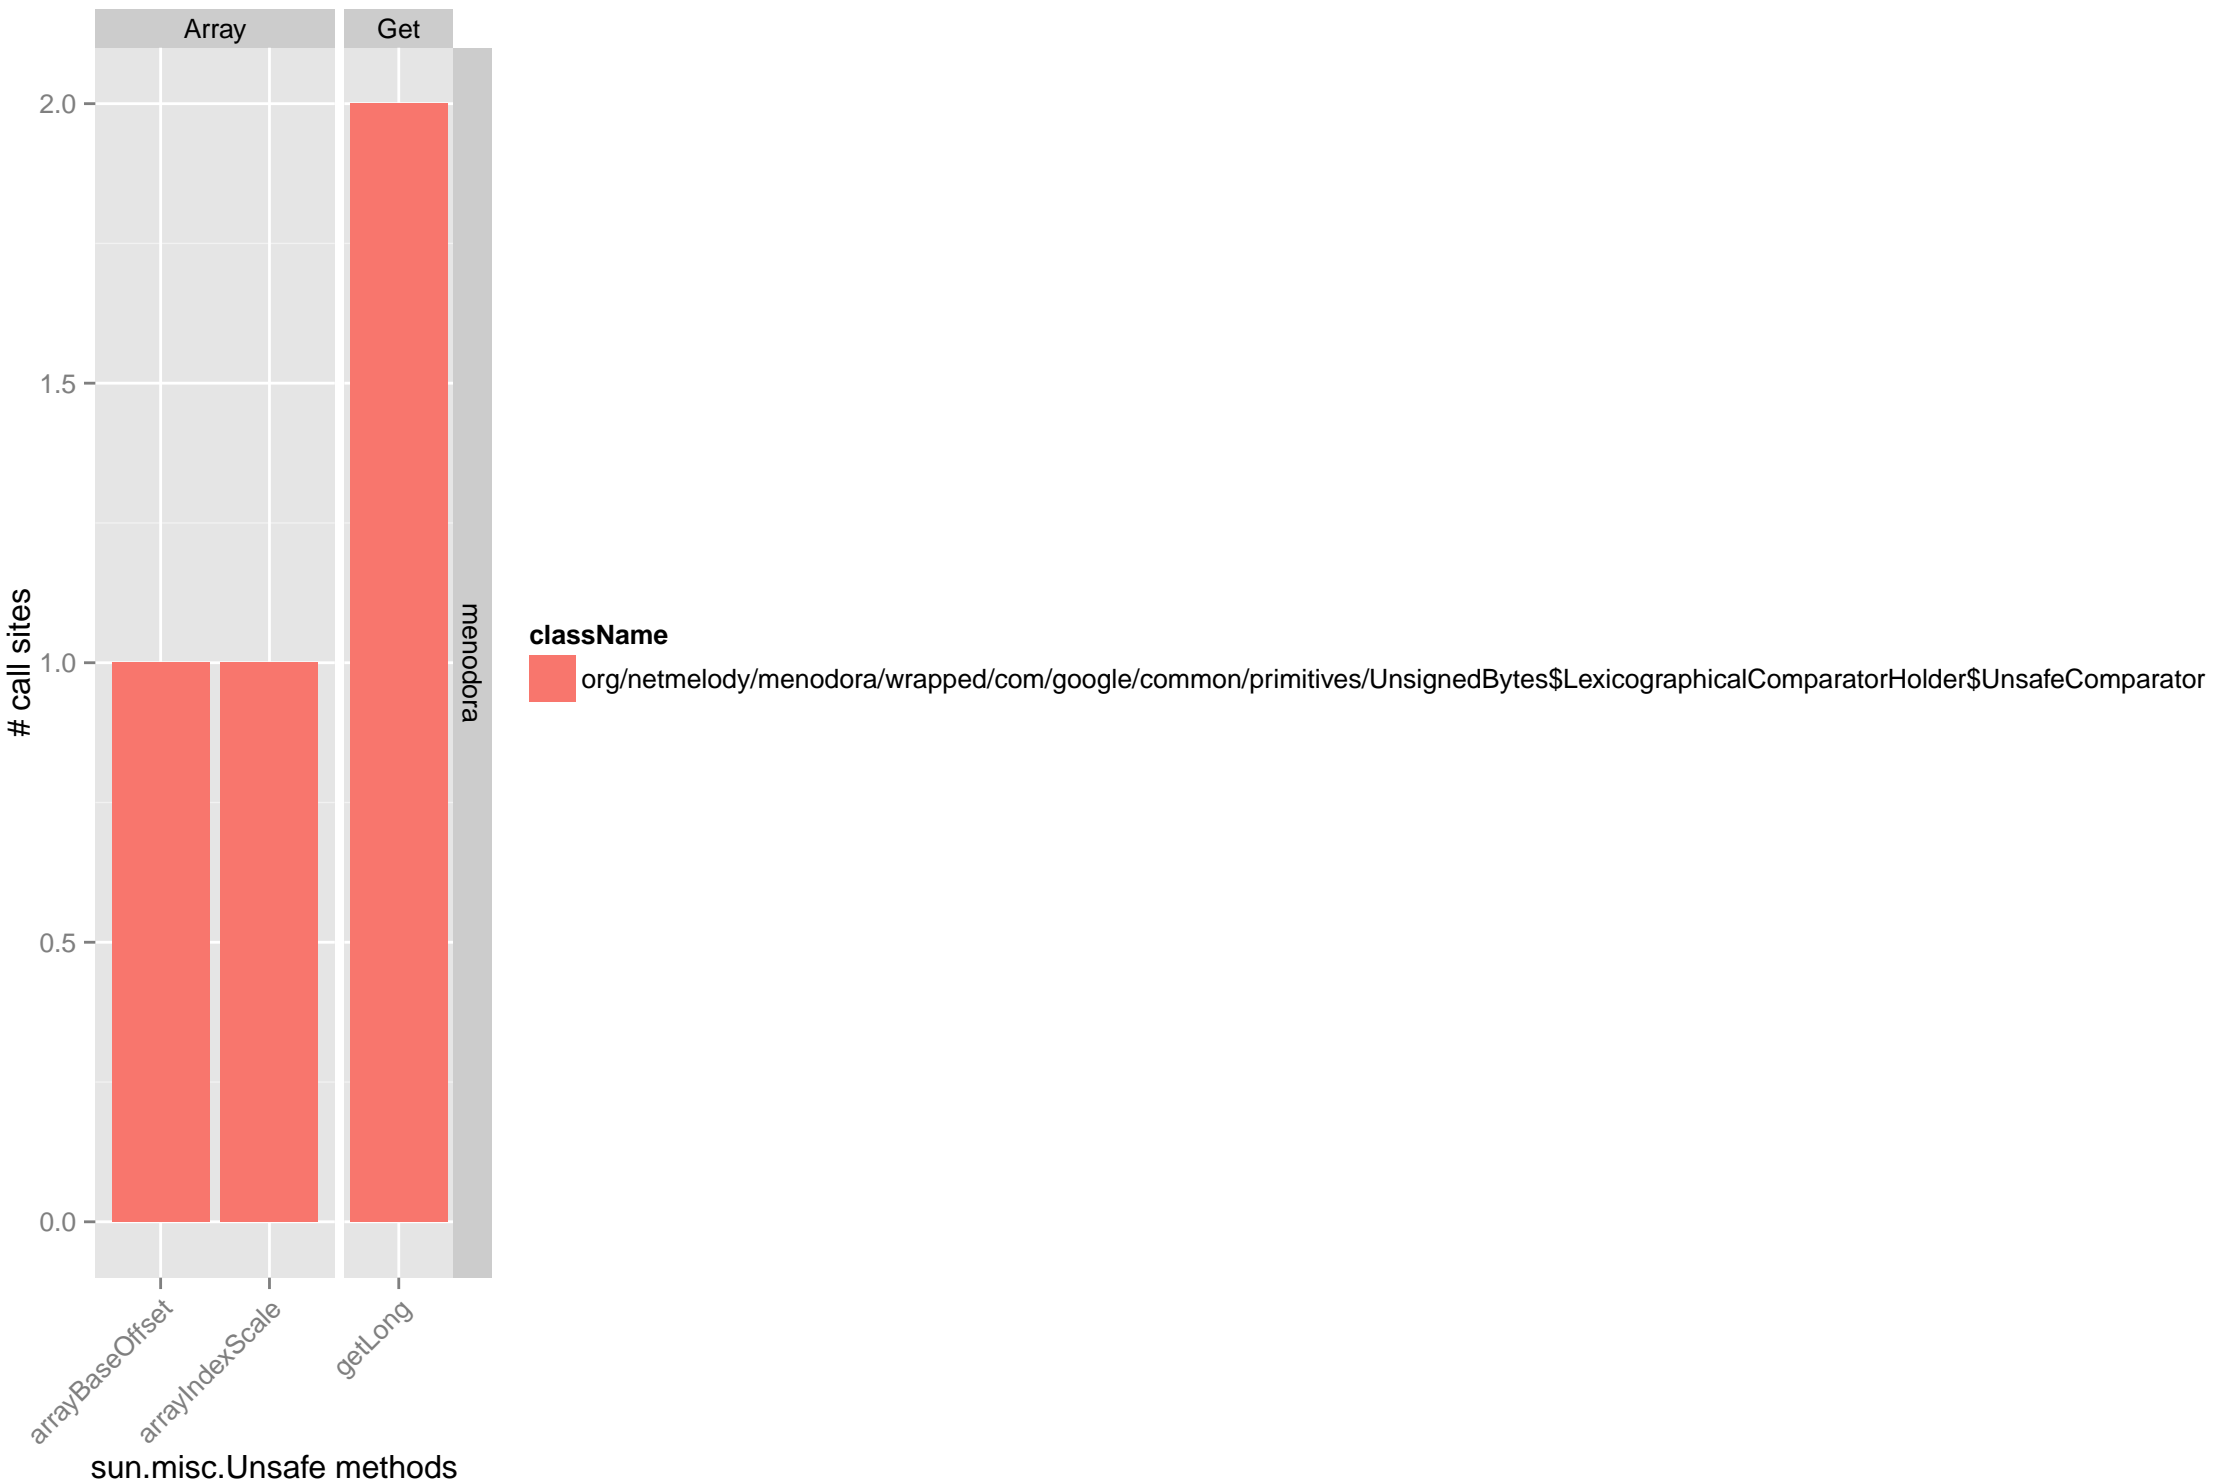 Array
Get
2.0
1.5
1.0
0.5
0.0
# call sites
menodora
className
org/netmelody/menodora/wrapped/com/google/common/primitives/UnsignedBytes$LexicographicalComparatorHolder$UnsafeComparator
arrayBaseOffset
arrayIndexScale
getLong
sun.misc.Unsafe methods